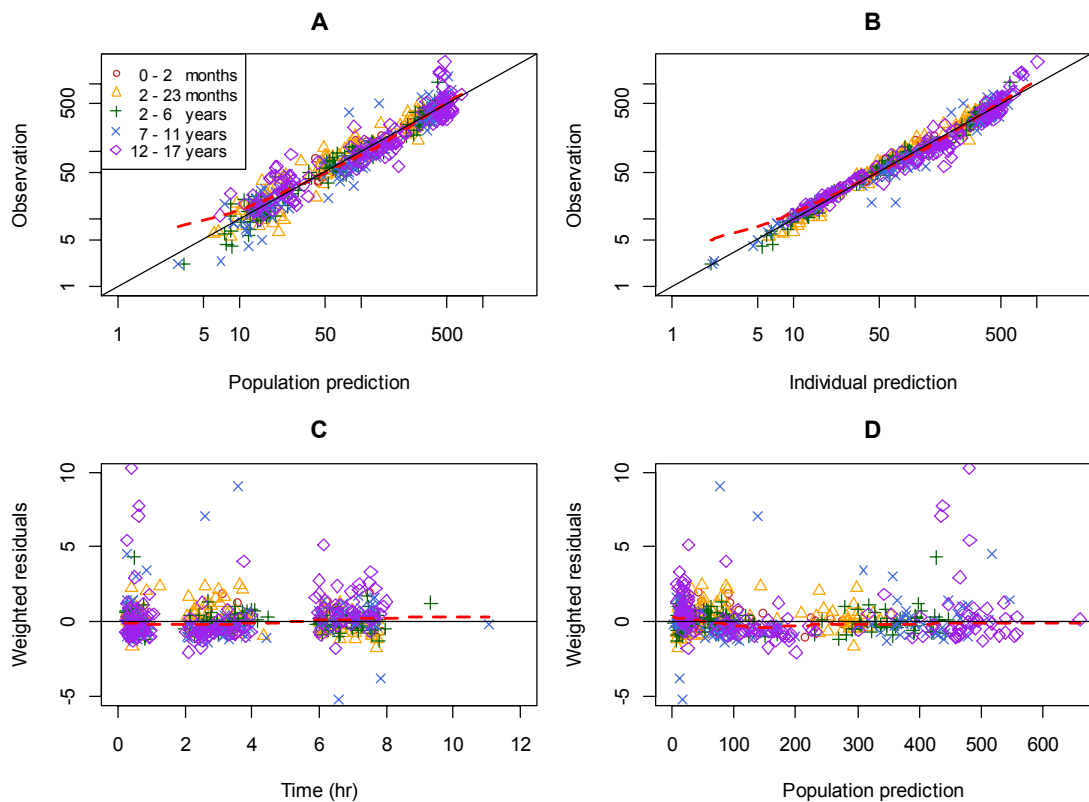 A
0 - 2 months
2 - 23 months
2 - 6 years
7 - 11 years
12 - 17 years
Observation
500
50
5
1
1 5 10 50 500
Population prediction
B
Observation
500
50
5
1
1 5 10 50 500
Individual prediction
C
Weighted residuals
10
5
0
-5
0 2 4 6 8 10 12
Time (hr)
D
Weighted residuals
10
5
0
-5
0 100 200 300 400 500 600
Population prediction